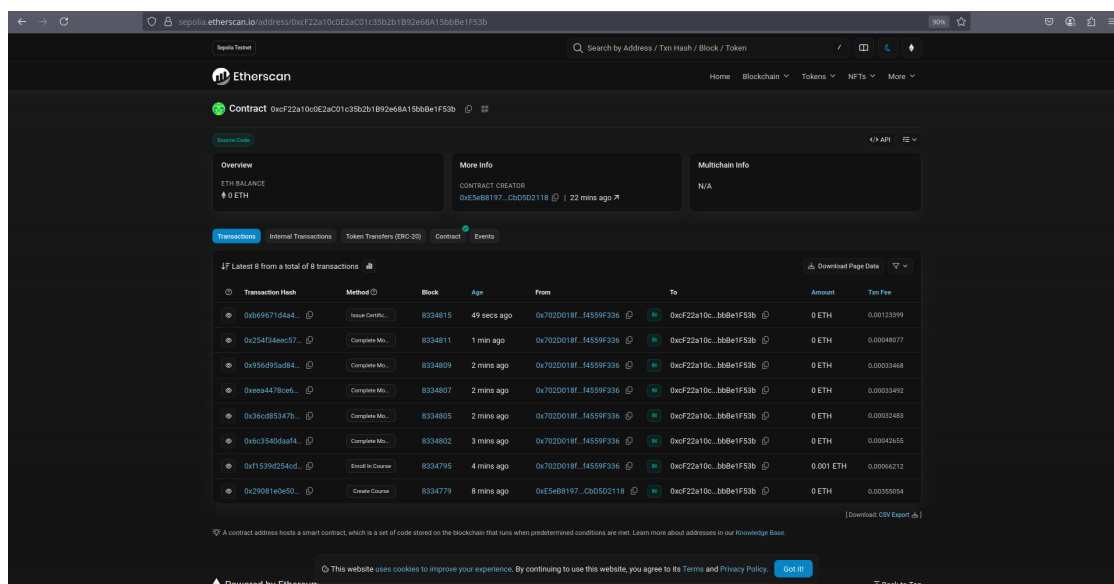 sepolia.etherscan.io/address/0xcF22a10c0E2aC01c35b2b1B92e68A15bbBe1F53b
90%
Sepolia Testnet
Search by Address / Txn Hash / Block / Token
/
Etherscan
Home Blockchain Tokens NFTs More
Contract 0xcF22a10c0E2aC01c35b2b1B92e68A15bbBe1F53b
Source Code
</> API
Overview
ETH BALANCE
0 ETH
More Info
CONTRACT CREATOR
0xE5eB8197...CbD5D2118 | 22 mins ago
Multichain Info
N/A
Transactions Internal Transactions Token Transfers (ERC-20) Contract Events
Latest 8 from a total of 8 transactions
Download Page Data
Transaction Hash Method Block Age From To Amount Txn Fee
0xb69671d4a4... Issue Certific... 8334815 49 secs ago 0x702D018f...f4559F336 IN 0xcF22a10c...bbBe1F53b 0 ETH 0.00123399
0x254f34eec57... Complete Mo... 8334811 1 min ago 0x702D018f...f4559F336 IN 0xcF22a10c...bbBe1F53b 0 ETH 0.00048077
0x956d95ad84... Complete Mo... 8334809 2 mins ago 0x702D018f...f4559F336 IN 0xcF22a10c...bbBe1F53b 0 ETH 0.00033468
0xeea4478ce6... Complete Mo... 8334807 2 mins ago 0x702D018f...f4559F336 IN 0xcF22a10c...bbBe1F53b 0 ETH 0.00033492
0x36cd85347b... Complete Mo... 8334805 2 mins ago 0x702D018f...f4559F336 IN 0xcF22a10c...bbBe1F53b 0 ETH 0.00032483
0x6c3540daaf4... Complete Mo... 8334802 3 mins ago 0x702D018f...f4559F336 IN 0xcF22a10c...bbBe1F53b 0 ETH 0.00042655
0xf1539d254cd... Enroll In Course 8334795 4 mins ago 0x702D018f...f4559F336 IN 0xcF22a10c...bbBe1F53b 0.001 ETH 0.00066212
0x29081e0e50... Create Course 8334779 8 mins ago 0xE5eB8197...CbD5D2118 IN 0xcF22a10c...bbBe1F53b 0 ETH 0.00355054
[ Download: CSV Export ]
A contract address hosts a smart contract, which is a set of code stored on the blockchain that runs when predetermined conditions are met. Learn more about addresses in our Knowledge Base.
This website uses cookies to improve your experience. By continuing to use this website, you agree to its Terms and Privacy Policy.
Got it!
Powered by Ethereum
Back to Top